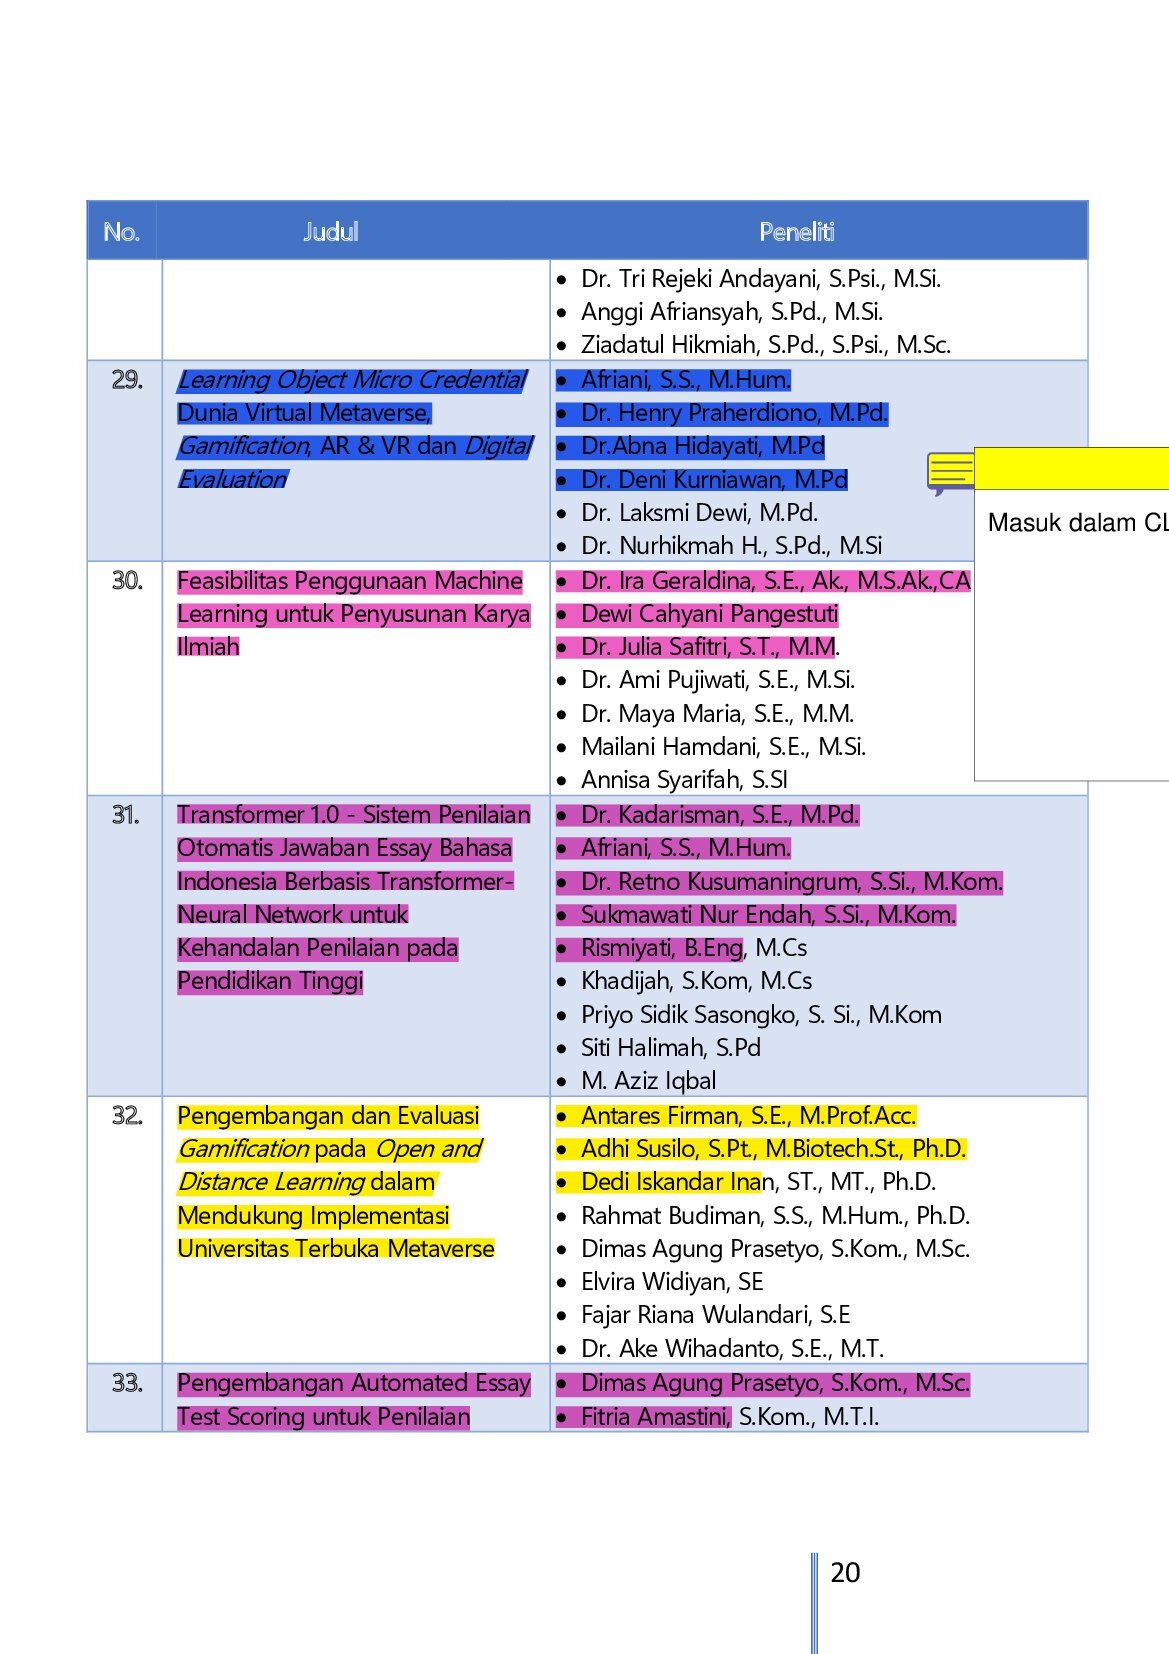 No. Judul Peneliti
• Dr. Tri Rejeki Andayani, S.Psi., M.Si.
• Anggi Afriansyah, S.Pd., M.Si.
• Ziadatul Hikmiah, S.Pd., S.Psi., M.Sc.
29. Learning Object Micro Credential
Dunia Virtual Metaverse,
Gamification, AR & VR dan Digital
Evaluation
• Afriani, S.S., M.Hum.
• Dr. Henry Praherdiono, M.Pd.
• Dr.Abna Hidayati, M.Pd
• Dr. Deni Kurniawan, M.Pd
• Dr. Laksmi Dewi, M.Pd.
• Dr. Nurhikmah H., S.Pd., M.Si
Masuk dalam CL
30. Feasibilitas Penggunaan Machine
Learning untuk Penyusunan Karya
Ilmiah
• Dr. Ira Geraldina, S.E., Ak., M.S.Ak.,CA
• Dewi Cahyani Pangestuti
• Dr. Julia Safitri, S.T., M.M.
• Dr. Ami Pujiwati, S.E., M.Si.
• Dr. Maya Maria, S.E., M.M.
• Mailani Hamdani, S.E., M.Si.
• Annisa Syarifah, S.SI
31. Transformer 1.0 - Sistem Penilaian
Otomatis Jawaban Essay Bahasa
Indonesia Berbasis Transformer-
Neural Network untuk
Kehandalan Penilaian pada
Pendidikan Tinggi
• Dr. Kadarisman, S.E., M.Pd.
• Afriani, S.S., M.Hum.
• Dr. Retno Kusumaningrum, S.Si., M.Kom.
• Sukmawati Nur Endah, S.Si., M.Kom.
• Rismiyati, B.Eng, M.Cs
• Khadijah, S.Kom, M.Cs
• Priyo Sidik Sasongko, S. Si., M.Kom
• Siti Halimah, S.Pd
• M. Aziz Iqbal
32. Pengembangan dan Evaluasi
Gamification pada Open and
Distance Learning dalam
Mendukung Implementasi
Universitas Terbuka Metaverse
• Antares Firman, S.E., M.Prof.Acc.
• Adhi Susilo, S.Pt., M.Biotech.St., Ph.D.
• Dedi Iskandar Inan, ST., MT., Ph.D.
• Rahmat Budiman, S.S., M.Hum., Ph.D.
• Dimas Agung Prasetyo, S.Kom., M.Sc.
• Elvira Widiyan, SE
• Fajar Riana Wulandari, S.E
• Dr. Ake Wihadanto, S.E., M.T.
33. Pengembangan Automated Essay
Test Scoring untuk Penilaian
• Dimas Agung Prasetyo, S.Kom., M.Sc.
• Fitria Amastini, S.Kom., M.T.I.
20